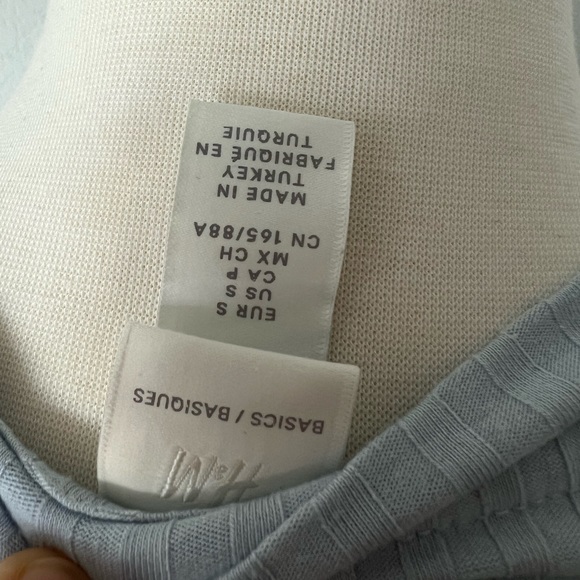 H&M
BASICS / BASIQUES
EUR S
US S
CA P
MX CH
CN 165/88A
MADE IN
TURKEY
FABRIQUÉ EN
TURQUIE